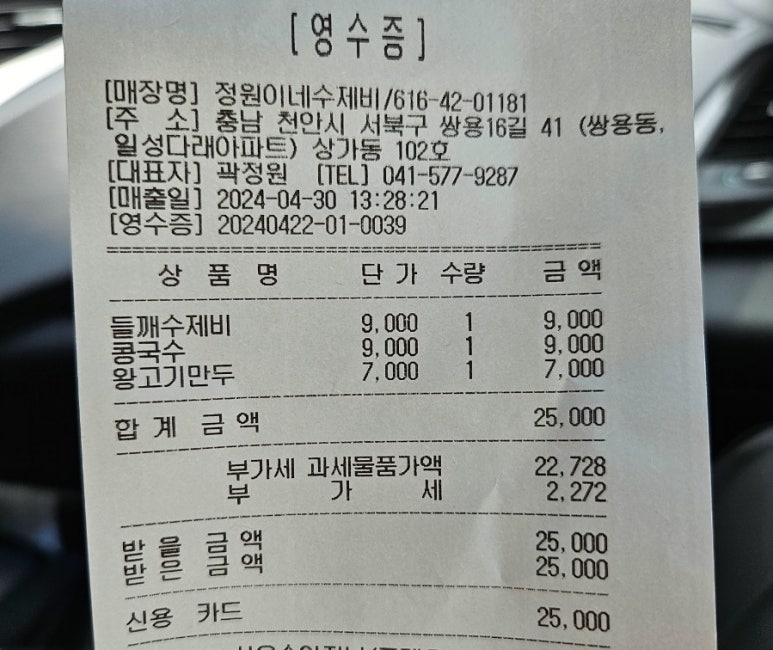 [영수증]
[매장명] 정원이네수제비/616-42-01181
[주 소] 충남 천안시 서북구 쌍용16길 41 (쌍용동,
일성다래아파트) 상가동 102호
[대표자] 곽정원 [TEL] 041-577-9287
[매출일] 2024-04-30 13:28:21
[영수증] 20240422-01-0039
상 품 명 단 가 수량 금 액
들깨수제비 9,000 1 9,000
콩국수 9,000 1 9,000
왕고기만두 7,000 1 7,000
합 계 금 액 25,000
부가세 과세물품가액 22,728
부 가 세 2,272
받 을 금 액 25,000
받 은 금 액 25,000
신용 카드 25,000